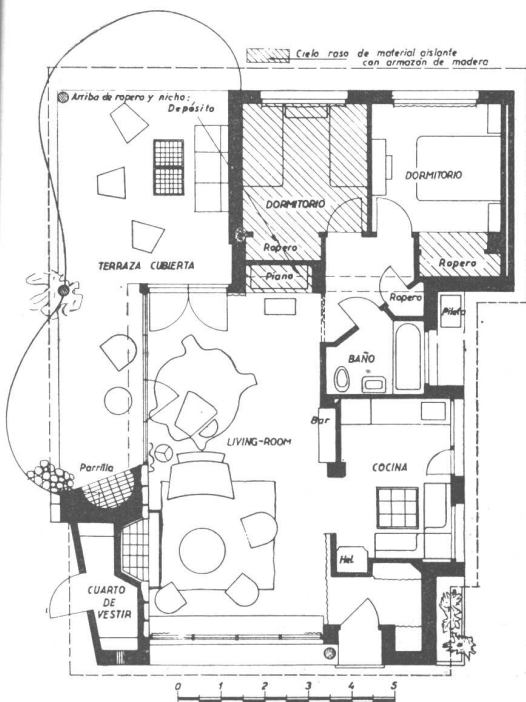 Cielo raso de material aislante
con armazón de madera
Arriba de ropero y nicho:
Depósito
DORMITORIO
DORMITORIO
Ropero
Ropero
TERRAZA CUBIERTA
Piano
Ropero
Pileta
BAÑO
Bar
LIVING-ROOM
COCINA
Parrilla
Hel.
CUARTO
DE
VESTIR
0 1 2 3 4 5